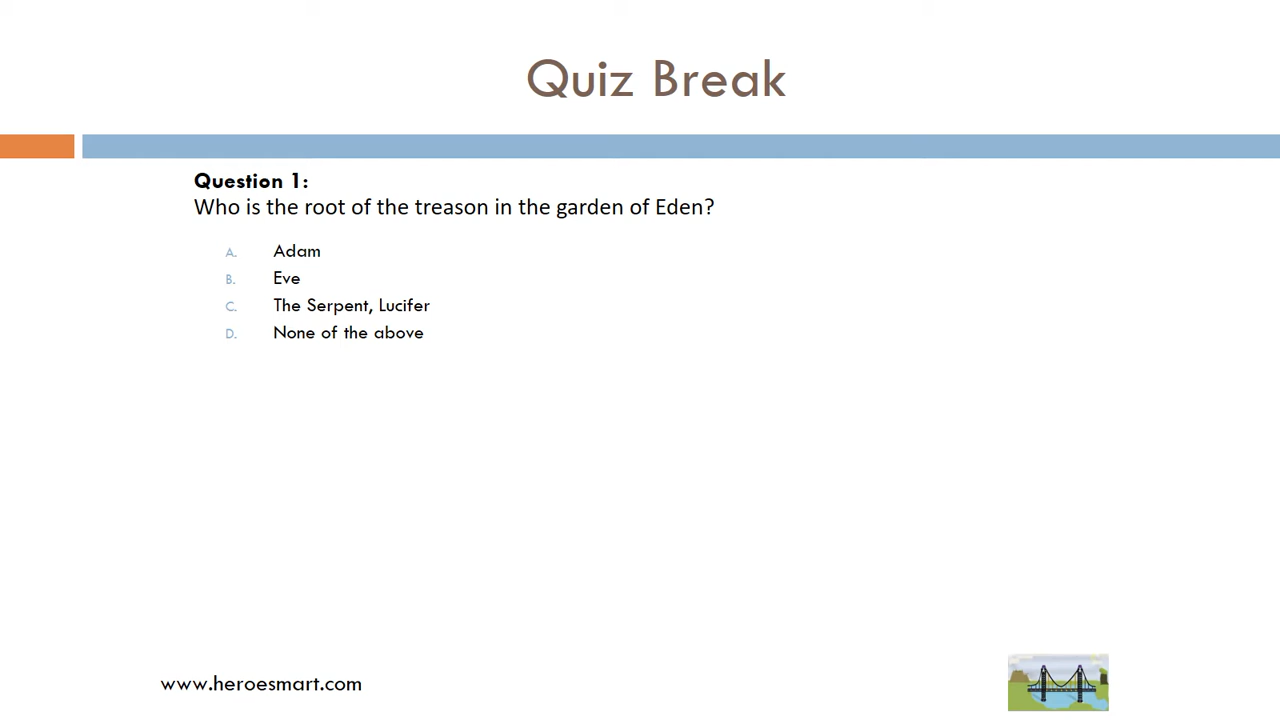 Quiz Break
Question 1:
Who is the root of the treason in the garden of Eden?
A. Adam
B. Eve
C. The Serpent, Lucifer
D. None of the above
www.heroesmart.com